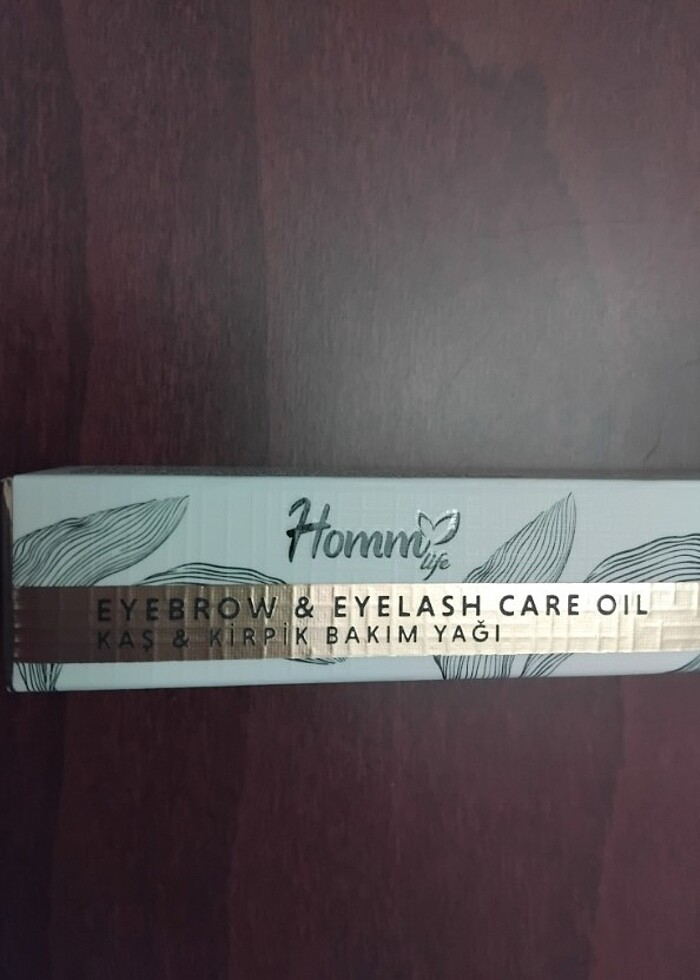 Homm life
EYEBROW & EYELASH CARE OIL
KAŞ & KİRPİK BAKIM YAĞI